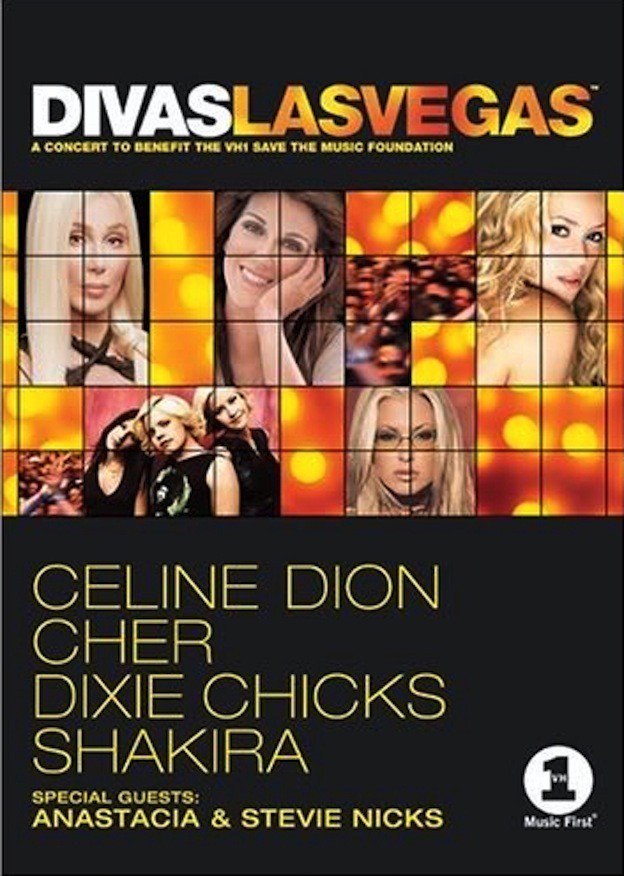 DIVASLASVEGAS™
A CONCERT TO BENEFIT THE VH1 SAVE THE MUSIC FOUNDATION
CELINE DION
CHER
DIXIE CHICKS
SHAKIRA
SPECIAL GUESTS:
ANASTACIA & STEVIE NICKS
VH1
Music First®